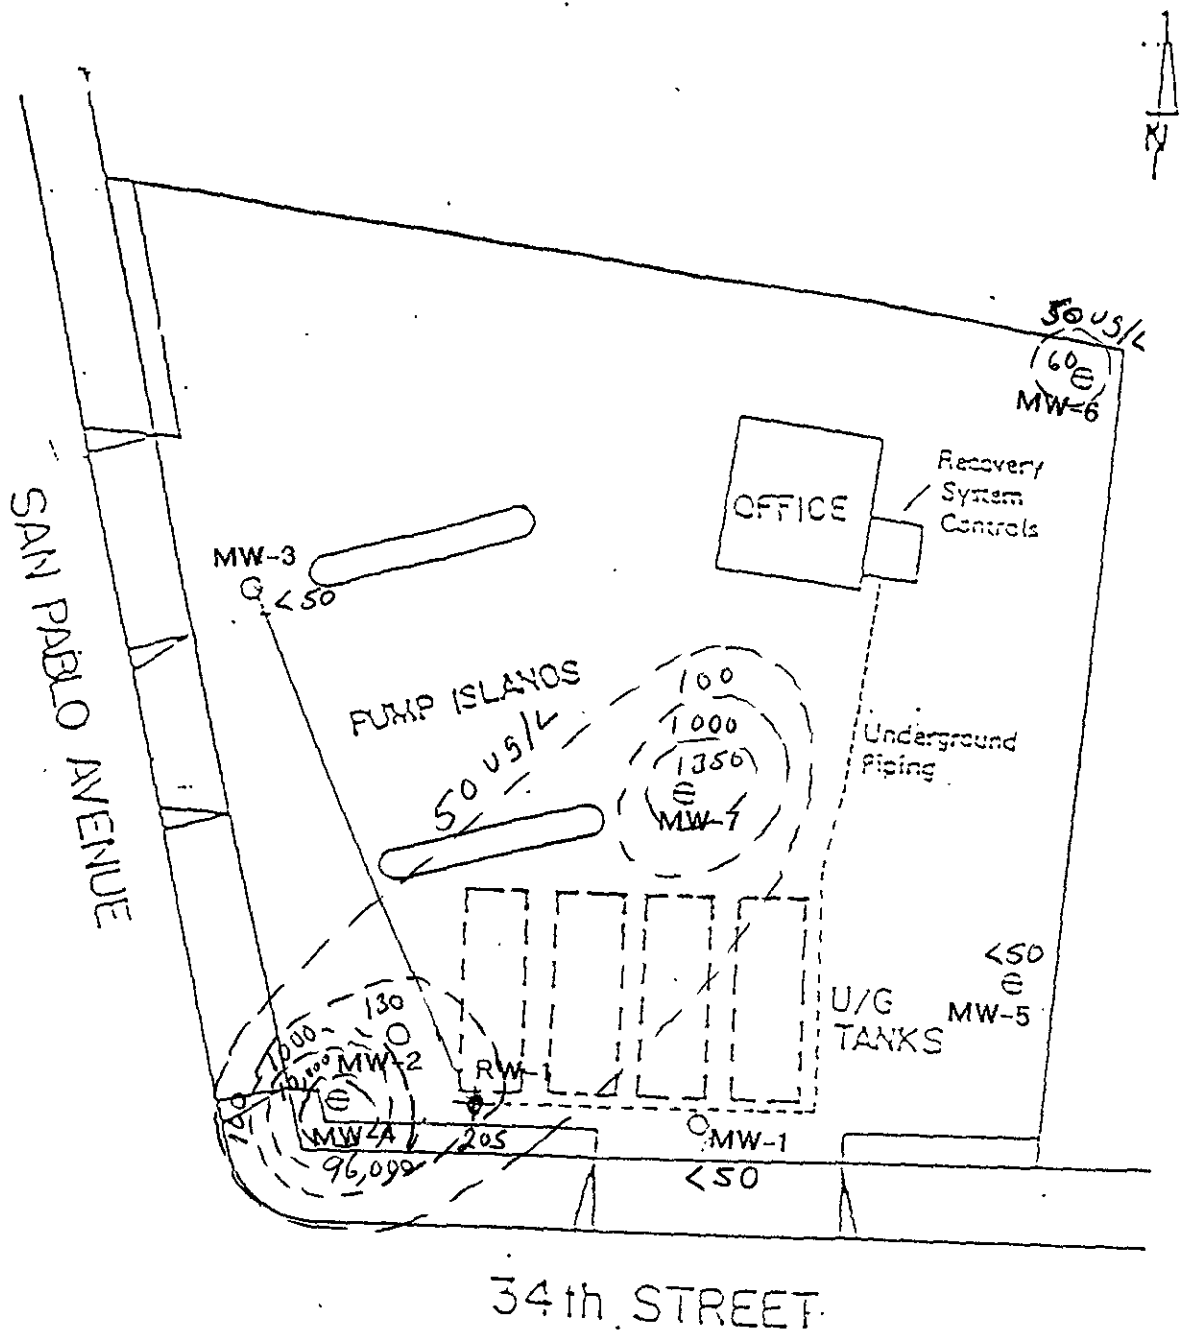 N
50 ug/L
60
MW-6
OFFICE
Recovery
System
Controls
SAN PABLO AVENUE
MW-3
<50
PUMP ISLANDS
50 ug/L
100
1000
1350
MW-7
Underground
Piping
<50
MW-5
U/G
TANKS
130
1000
MW-2
RW-1
100
MW-4
205
MW-1
96,000
<50
34th STREET